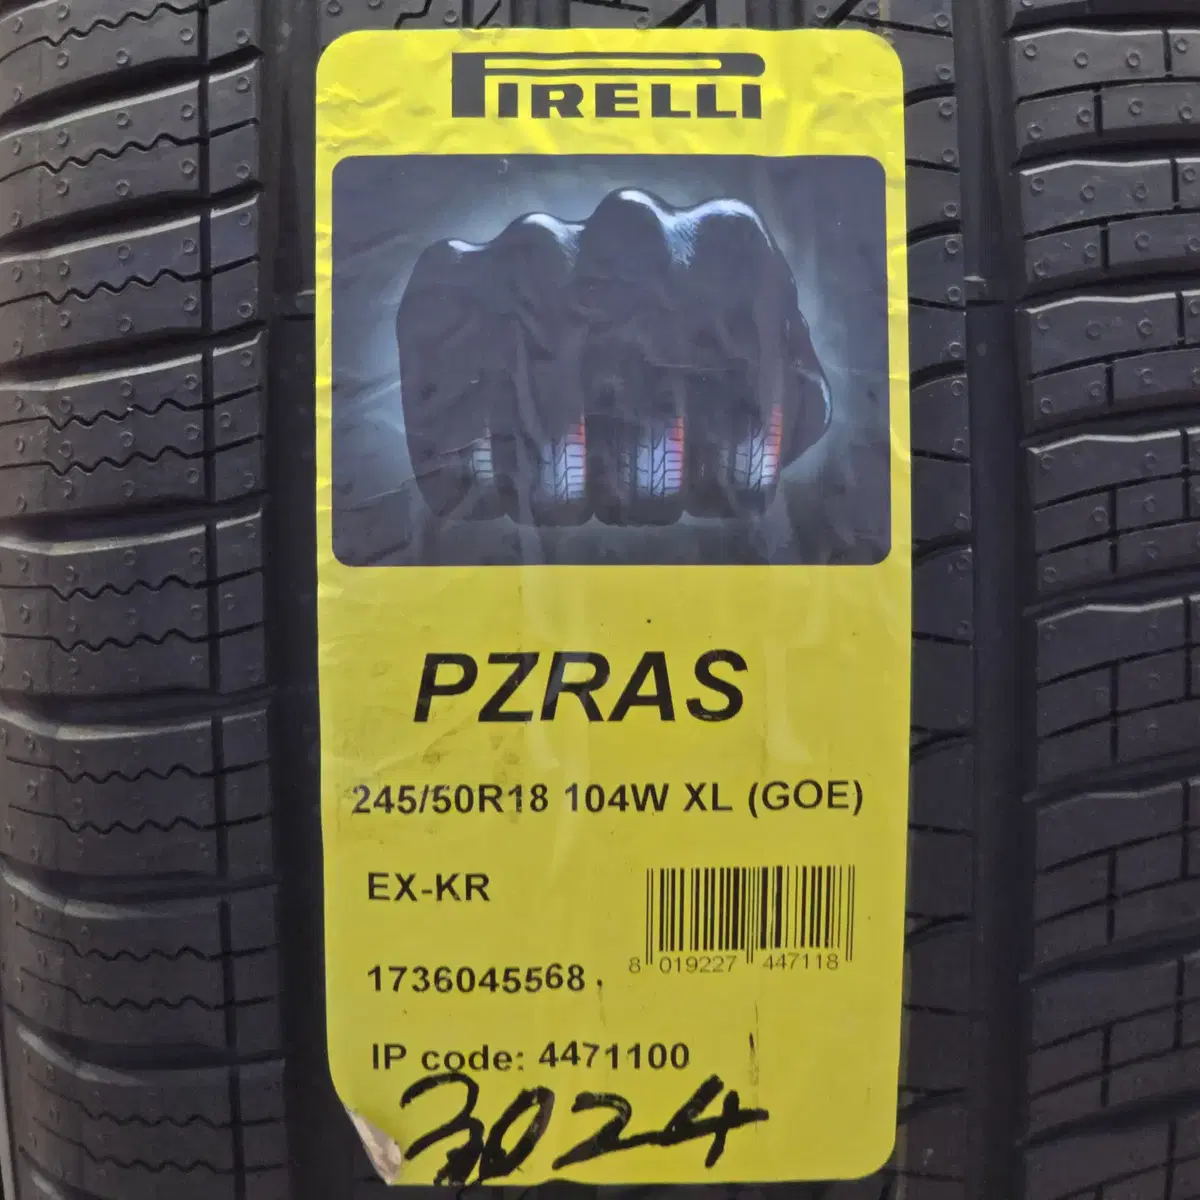 PIRELLI
PZRAS
245/50R18 104W XL (GOE)
EX-KR
8 019227 447118
1736045568
IP code: 4471100
3024